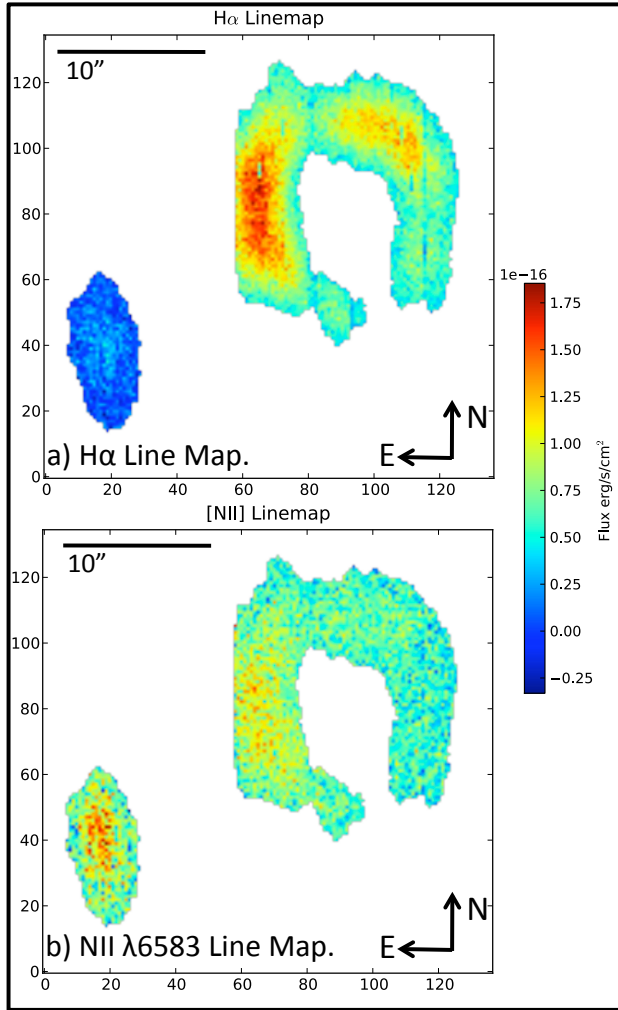 Hα Linemap
10”
120
100
80
60
40
20
0
N
E
a) Hα Line Map.
0 20 40 60 80 100 120
1e−16
1.75
1.50
1.25
1.00
0.75
0.50
0.25
0.00
−0.25
Flux erg/s/cm²
[NII] Linemap
10”
120
100
80
60
40
20
0
N
E
b) NII λ6583 Line Map.
0 20 40 60 80 100 120